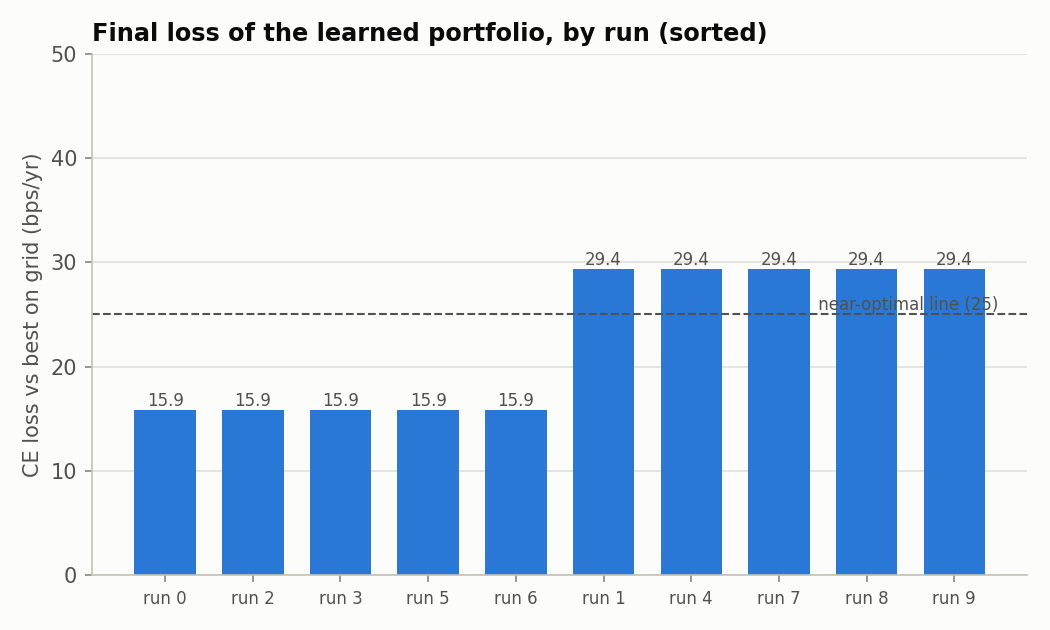 Final loss of the learned portfolio, by run (sorted)
CE loss vs best on grid (bps/yr)
50
40
30
20
10
0
29.4 29.4 29.4 29.4 29.4
near-optimal line (25)
15.9 15.9 15.9 15.9 15.9
run 0 run 2 run 3 run 5 run 6 run 1 run 4 run 7 run 8 run 9